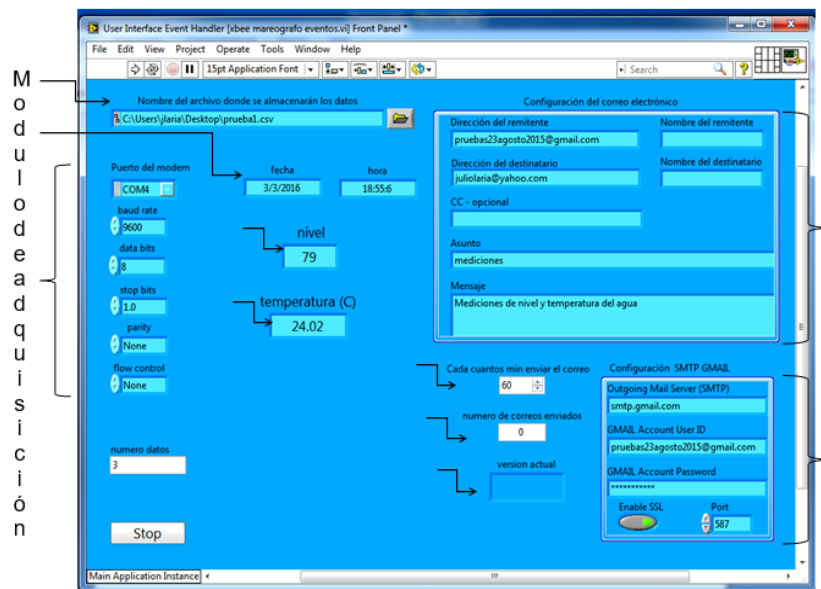 User Interface Event Handler [xbee mareografo eventos.vi] Front Panel *
File Edit View Project Operate Tools Window Help
15pt Application Font
Search
Modulo de adquisición
Nombre del archivo donde se almacenarán los datos
C:\Users\jlaria\Desktop\prueba1.csv
Puerto del modem
COM4
fecha
3/3/2016
hora
18:55:6
baud rate
9600
data bits
8
stop bits
1.0
parity
None
flow control
None
nivel
79
temperatura (C)
24.02
numero datos
3
Stop
Configuración del correo electrónico
Dirección del remitente
pruebas23agosto2015@gmail.com
Nombre del remitente
Dirección del destinatario
juliolaria@yahoo.com
Nombre del destinatario
CC - opcional
Asunto
mediciones
Mensaje
Mediciones de nivel y temperatura del agua
Cada cuantos min enviar el correo
60
numero de correos enviados
0
version actual
Configuración SMTP GMAIL
Outgoing Mail Server (SMTP)
smtp.gmail.com
GMAIL Account User ID
pruebas23agosto2015@gmail.com
GMAIL Account Password
***********
Enable SSL
Port
587
Main Application Instance